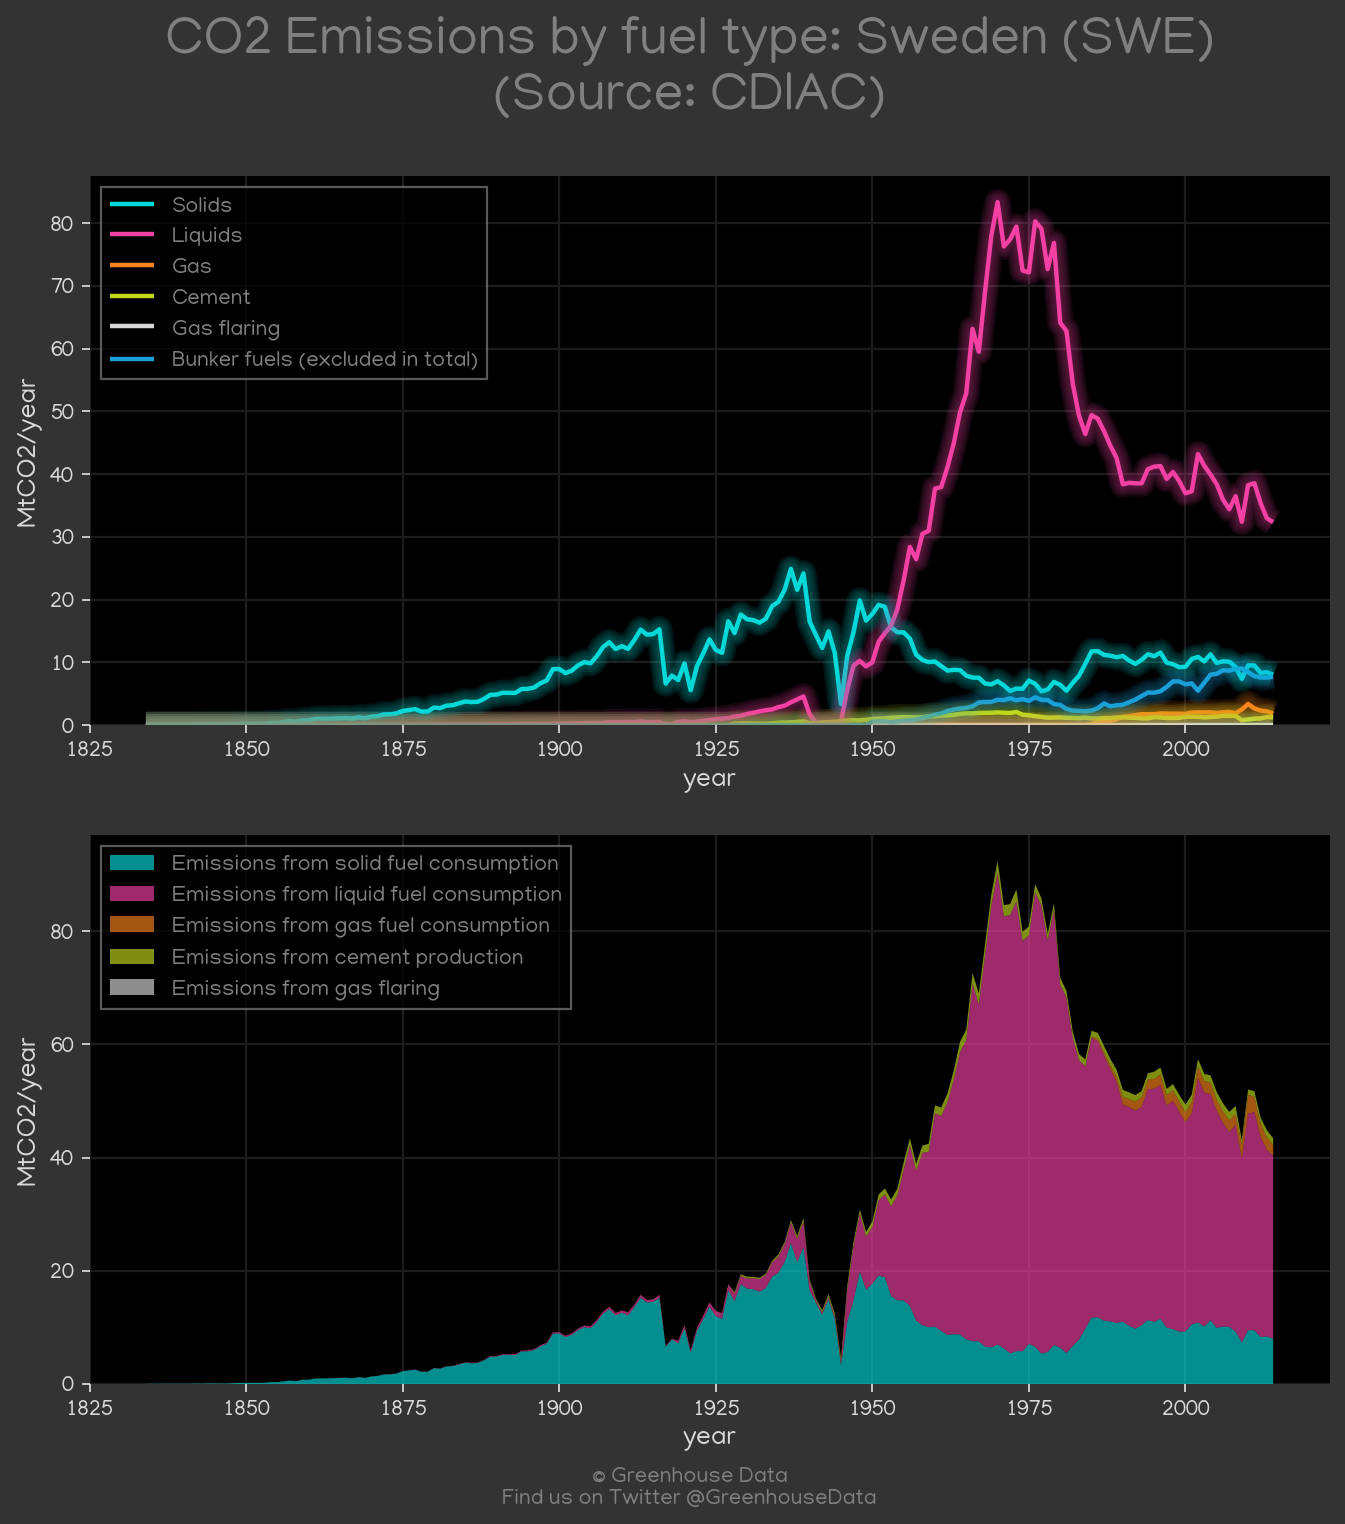 CO2 Emissions by fuel type: Sweden (SWE)
(Source: CDIAC)
Solids
Liquids
Gas
Cement
Gas flaring
Bunker fuels (excluded in total)
MtCO2/year
80
70
60
50
40
30
20
10
0
1825 1850 1875 1900 1925 1950 1975 2000
year
Emissions from solid fuel consumption
Emissions from liquid fuel consumption
Emissions from gas fuel consumption
Emissions from cement production
Emissions from gas flaring
MtCO2/year
80
60
40
20
0
1825 1850 1875 1900 1925 1950 1975 2000
year
© Greenhouse Data
Find us on Twitter @GreenhouseData